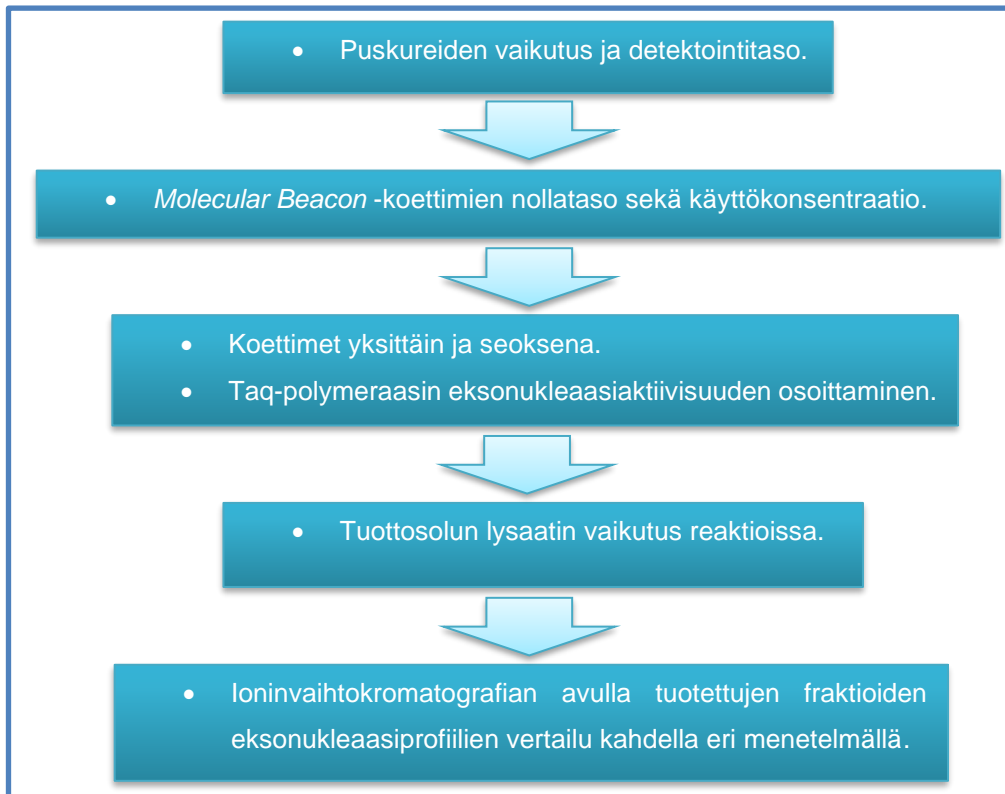 • Puskureiden vaikutus ja detektointitaso.
• Molecular Beacon -koettimien nollataso sekä käyttökonsentraatio.
• Koettimet yksittäin ja seoksena.
• Taq-polymeraasin eksonukleaasiaktiivisuuden osoittaminen.
• Tuottosolun lysaatin vaikutus reaktioissa.
• Ioninvaihtokromatografian avulla tuotettujen fraktioiden
eksonukleaasiprofiilien vertailu kahdella eri menetelmällä.